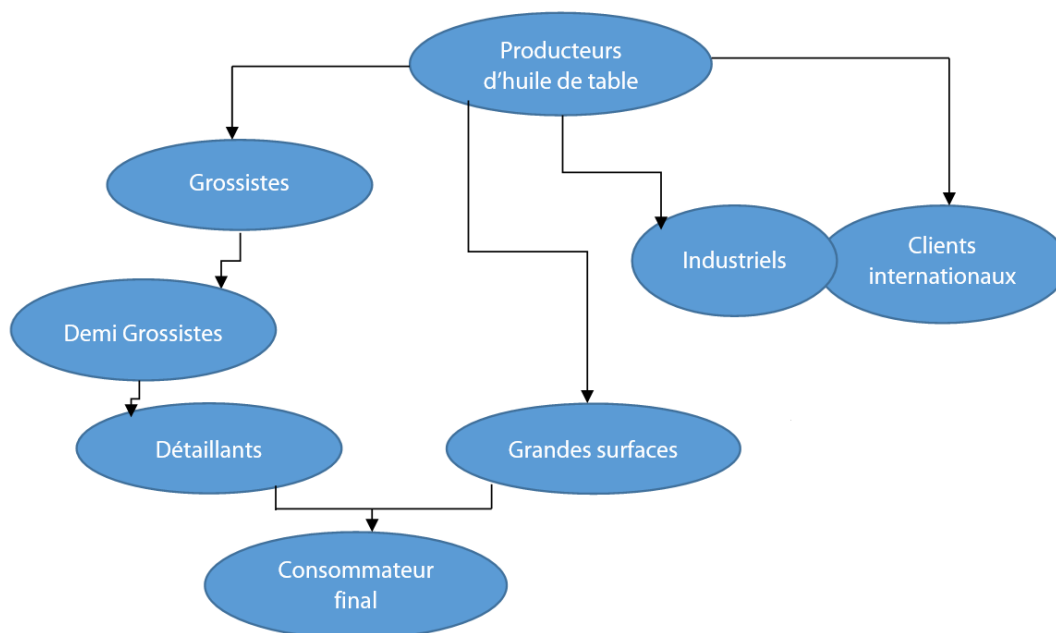 Producteurs
d’huile de table
Grossistes
Industriels
Clients
internationaux
Demi Grossistes
Détaillants
Grandes surfaces
Consommateur
final